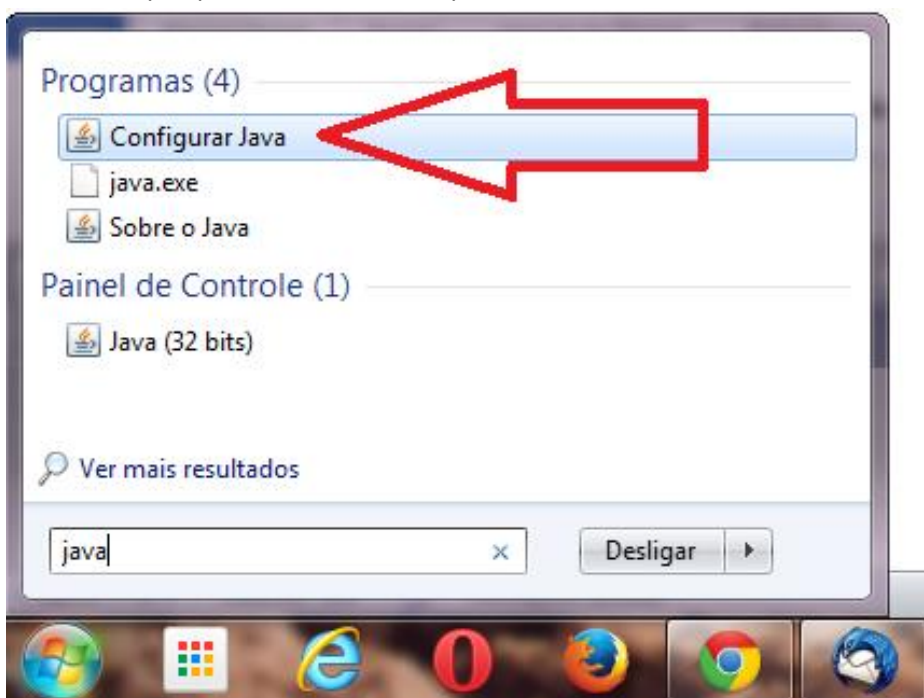 Programas (4)
Configurar Java
java.exe
Sobre o Java
Painel de Controle (1)
Java (32 bits)
Ver mais resultados
java
Desligar